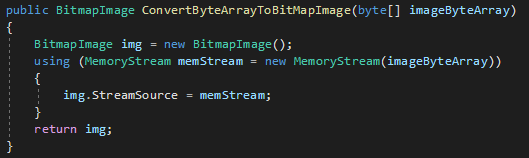 public BitmapImage ConvertByteArrayToBitMapImage(byte[] imageByteArray)
{
    BitmapImage img = new BitmapImage();
    using (MemoryStream memStream = new MemoryStream(imageByteArray))
    {
        img.StreamSource = memStream;
    }
    return img;
}